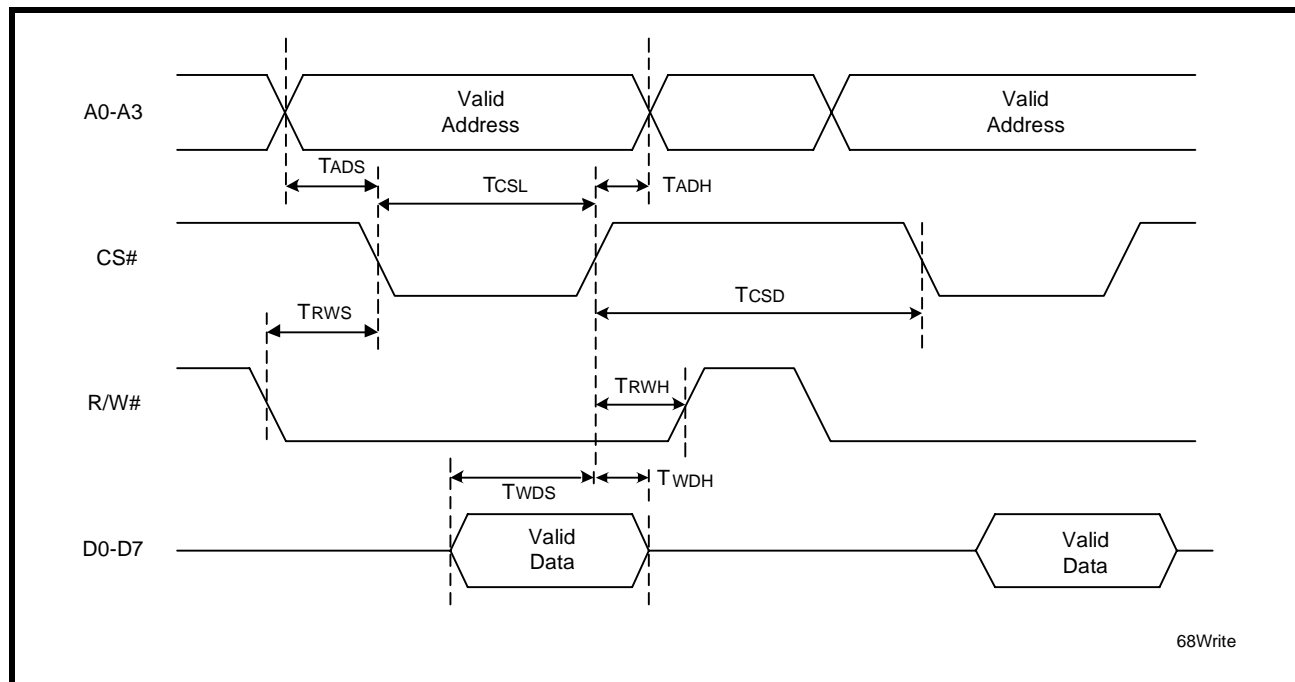 A0-A3
Valid
Address
Valid
Address
TADS
TCSL
TADH
CS#
TCSD
TRWS
R/W#
TRWH
TWDS
TWDH
D0-D7
Valid
Data
Valid
Data
68Write